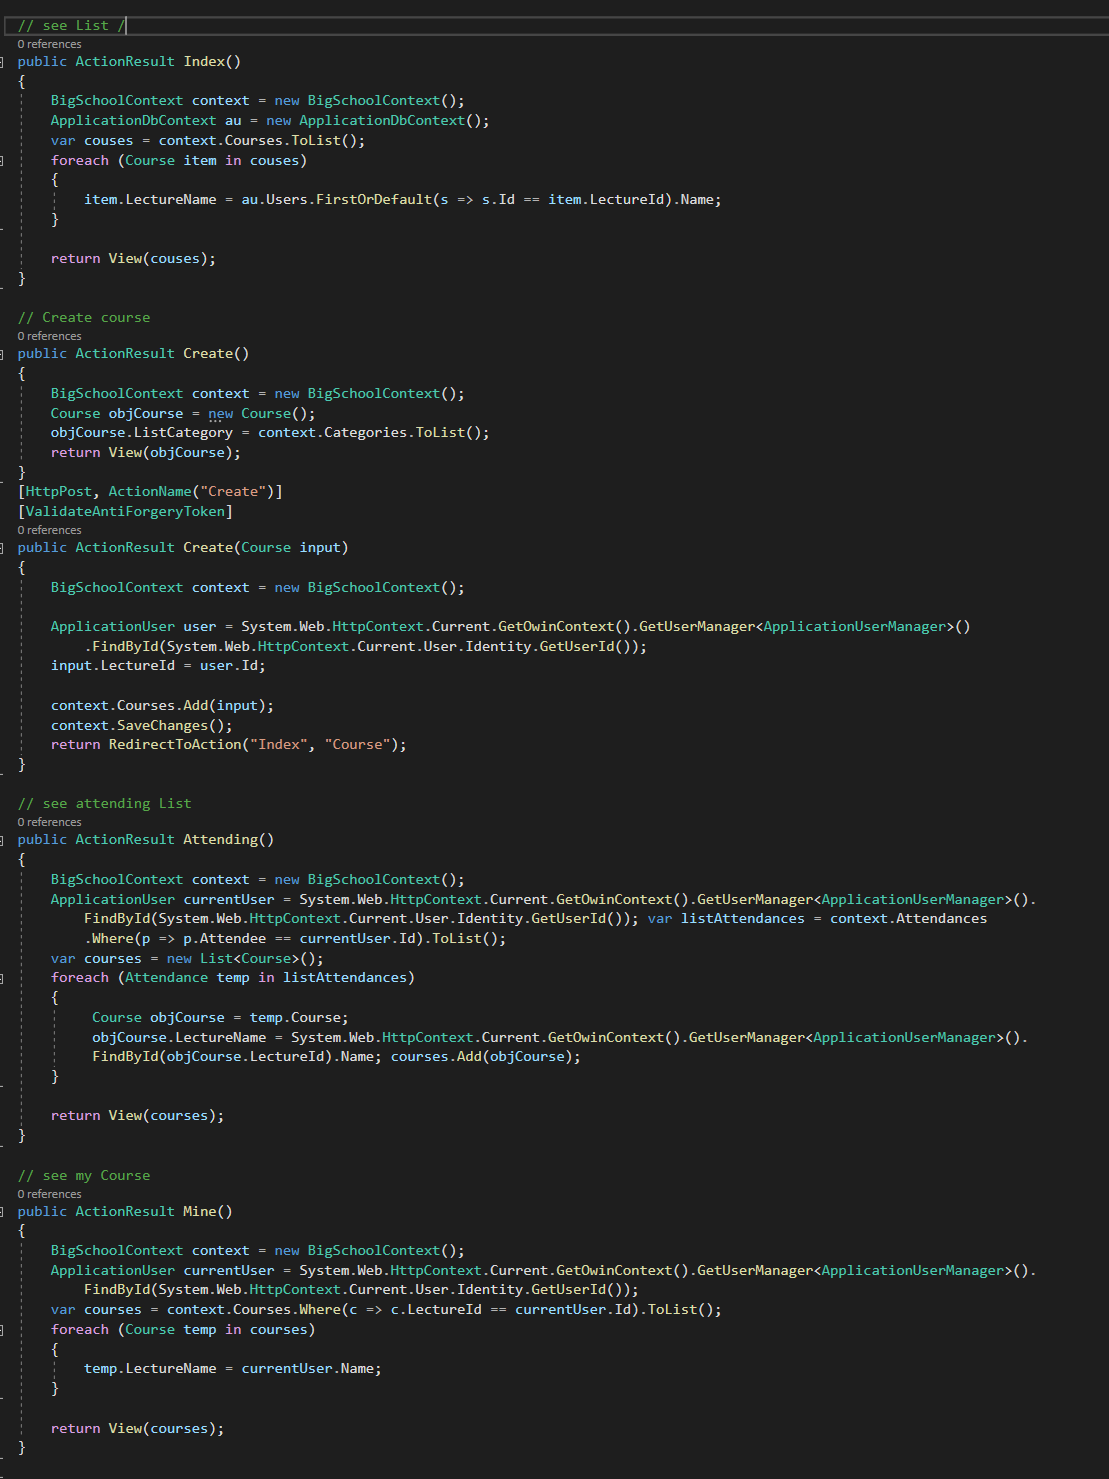 // see List /
0 references
public ActionResult Index()
{
BigSchoolContext context = new BigSchoolContext();
ApplicationDbContext au = new ApplicationDbContext();
var couses = context.Courses.ToList();
foreach (Course item in couses)
{
item.LectureName = au.Users.FirstOrDefault(s => s.Id == item.LectureId).Name;
}
return View(couses);
}
// Create course
0 references
public ActionResult Create()
{
BigSchoolContext context = new BigSchoolContext();
Course objCourse = new Course();
objCourse.ListCategory = context.Categories.ToList();
return View(objCourse);
}
[HttpPost, ActionName("Create")]
[ValidateAntiForgeryToken]
0 references
public ActionResult Create(Course input)
{
BigSchoolContext context = new BigSchoolContext();
ApplicationUser user = System.Web.HttpContext.Current.GetOwinContext().GetUserManager<ApplicationUserManager>()
.FindById(System.Web.HttpContext.Current.User.Identity.GetUserId());
input.LectureId = user.Id;
context.Courses.Add(input);
context.SaveChanges();
return RedirectToAction("Index", "Course");
}
// see attending List
0 references
public ActionResult Attending()
{
BigSchoolContext context = new BigSchoolContext();
ApplicationUser currentUser = System.Web.HttpContext.Current.GetOwinContext().GetUserManager<ApplicationUserManager>().
FindById(System.Web.HttpContext.Current.User.Identity.GetUserId()); var listAttendances = context.Attendances
.Where(p => p.Attendee == currentUser.Id).ToList();
var courses = new List<Course>();
foreach (Attendance temp in listAttendances)
{
Course objCourse = temp.Course;
objCourse.LectureName = System.Web.HttpContext.Current.GetOwinContext().GetUserManager<ApplicationUserManager>().
FindById(objCourse.LectureId).Name; courses.Add(objCourse);
}
return View(courses);
}
// see my Course
0 references
public ActionResult Mine()
{
BigSchoolContext context = new BigSchoolContext();
ApplicationUser currentUser = System.Web.HttpContext.Current.GetOwinContext().GetUserManager<ApplicationUserManager>().
FindById(System.Web.HttpContext.Current.User.Identity.GetUserId());
var courses = context.Courses.Where(c => c.LectureId == currentUser.Id).ToList();
foreach (Course temp in courses)
{
temp.LectureName = currentUser.Name;
}
return View(courses);
}